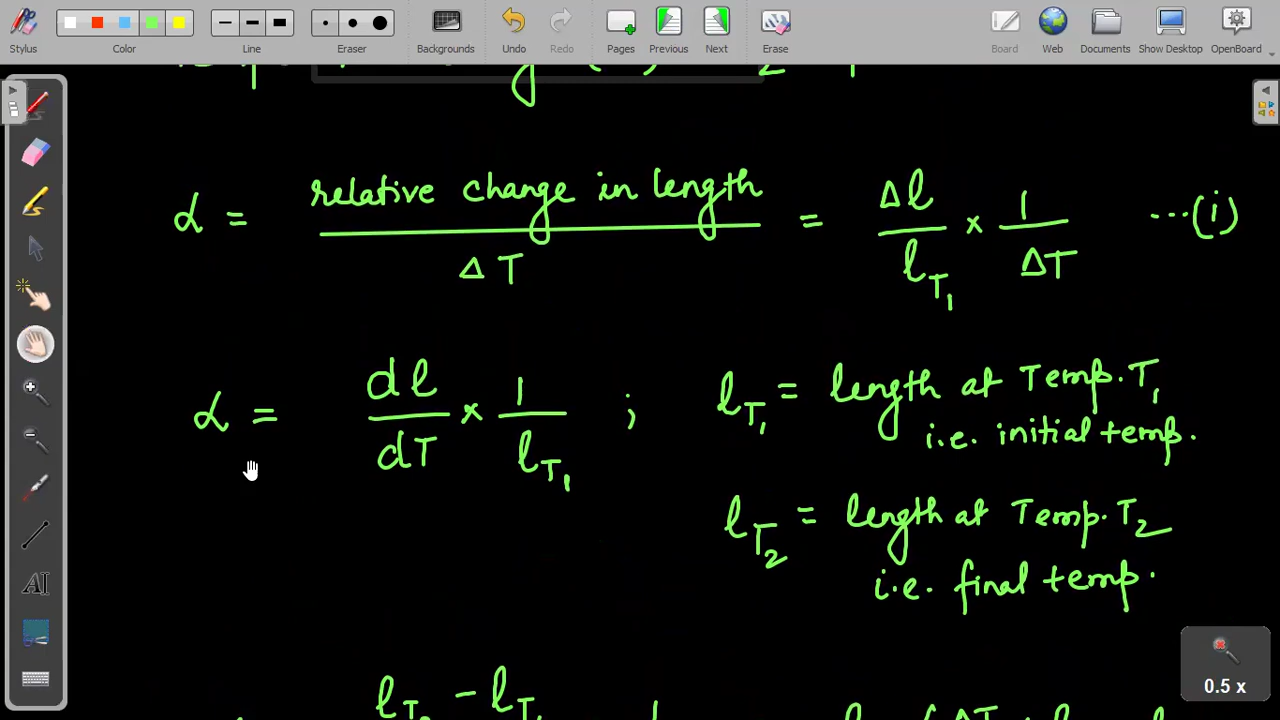 Stylus Color Line Eraser Backgrounds Undo Redo Pages Previous Next Erase Board Web Documents Show Desktop OpenBoard
α = relative change in length / ΔT = Δl / l_T₁ × 1 / ΔT ...(i)
α = dl / dT × 1 / l_T₁ ; l_T₁ = length at Temp. T₁
i.e. initial temp.
l_T₂ = length at Temp. T₂
i.e. final temp.
l_T₂ - l_T₁
0.5 x